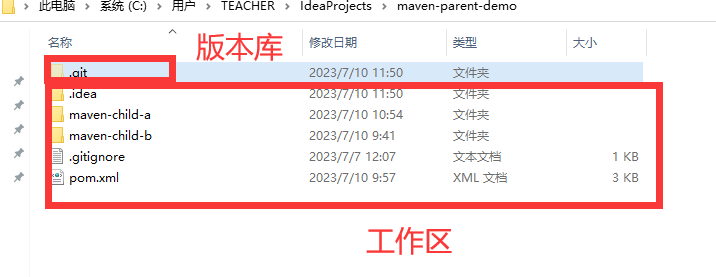 此电脑 › 系统 (C:) › 用户 › TEACHER › IdeaProjects › maven-parent-demo
名称 修改日期 类型 大小
版本库
.git 2023/7/10 11:50 文件夹
.idea 2023/7/10 11:50 文件夹
maven-child-a 2023/7/10 10:54 文件夹
maven-child-b 2023/7/10 9:41 文件夹
.gitignore 2023/7/7 12:07 文本文档 1 KB
pom.xml 2023/7/10 9:57 XML 文档 3 KB
工作区